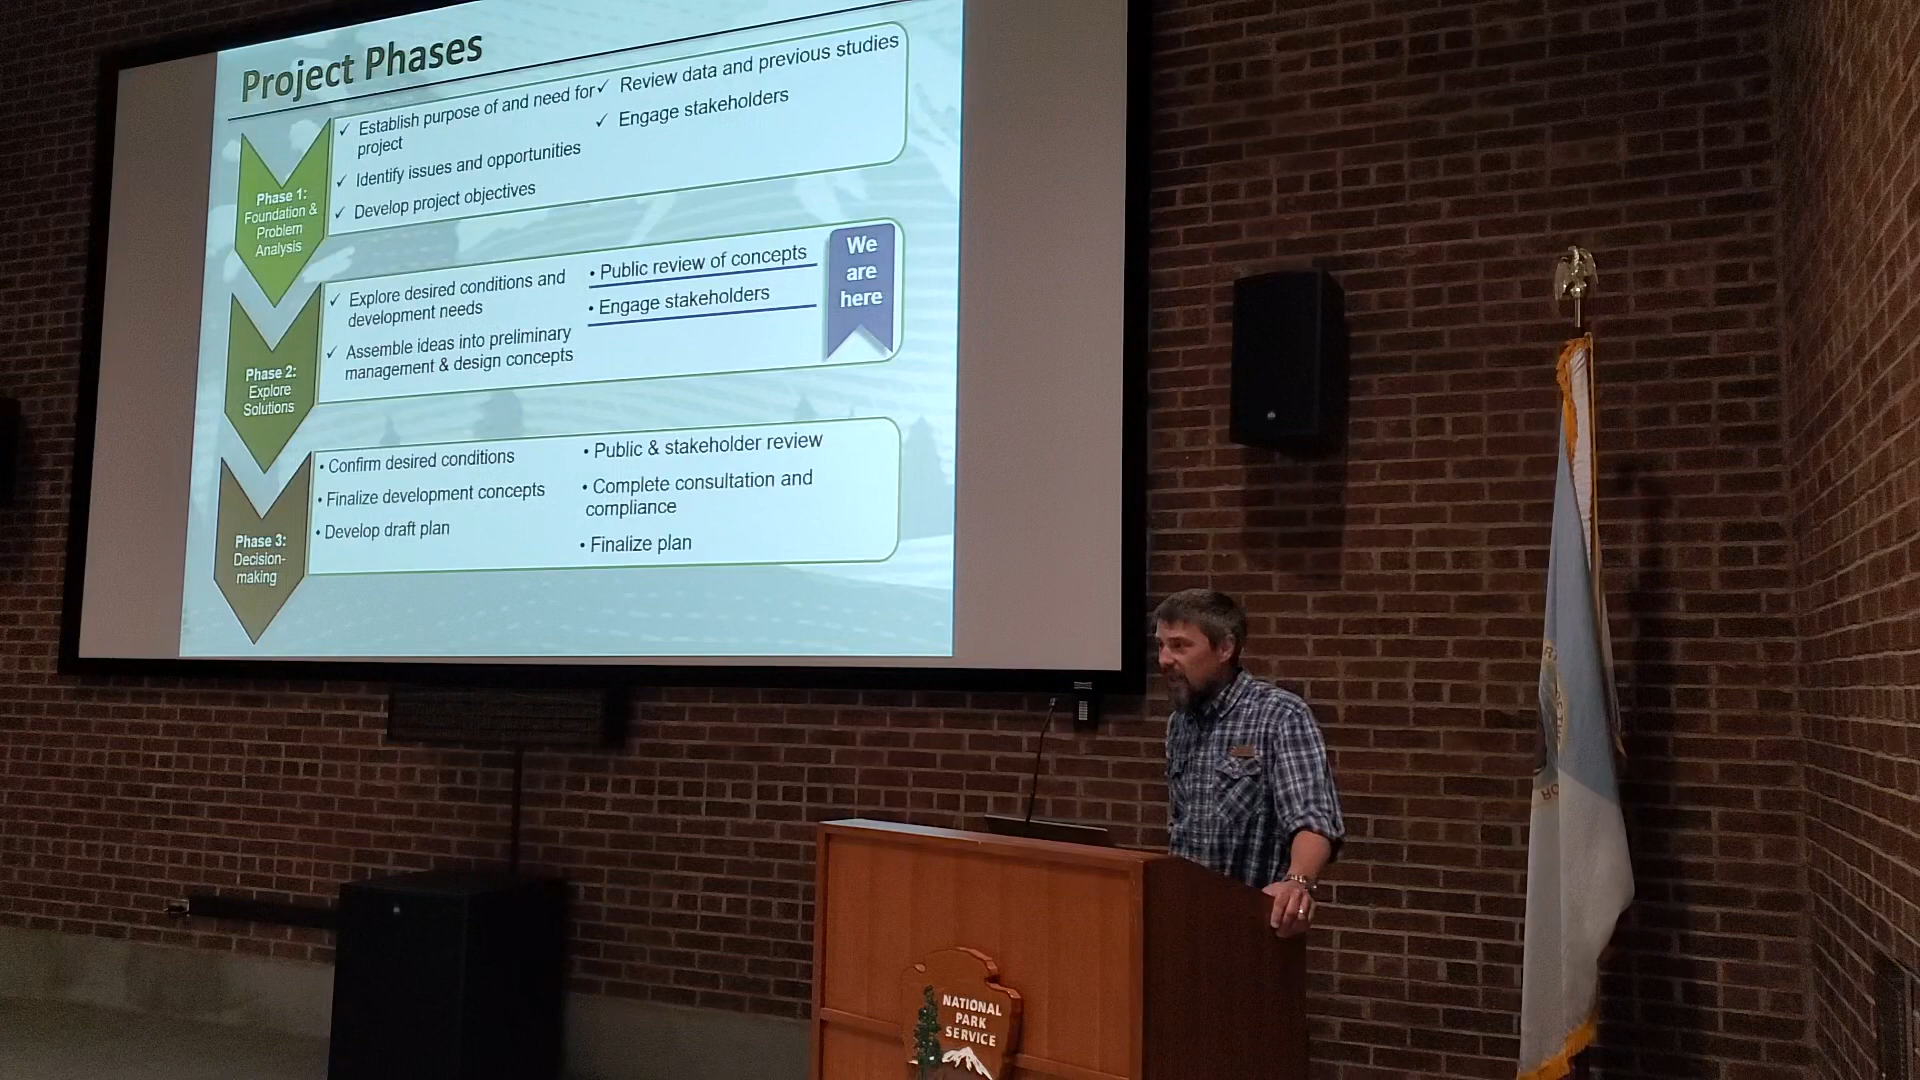 Project Phases
Phase 1:
Foundation &
Problem
Analysis
✓ Establish purpose of and need for
project
✓ Identify issues and opportunities
✓ Develop project objectives
✓ Review data and previous studies
✓ Engage stakeholders
Phase 2:
Explore
Solutions
✓ Explore desired conditions and
development needs
✓ Assemble ideas into preliminary
management & design concepts
• Public review of concepts
• Engage stakeholders
We
are
here
Phase 3:
Decision-
making
• Confirm desired conditions
• Finalize development concepts
• Develop draft plan
• Public & stakeholder review
• Complete consultation and
compliance
• Finalize plan
NATIONAL
PARK
SERVICE